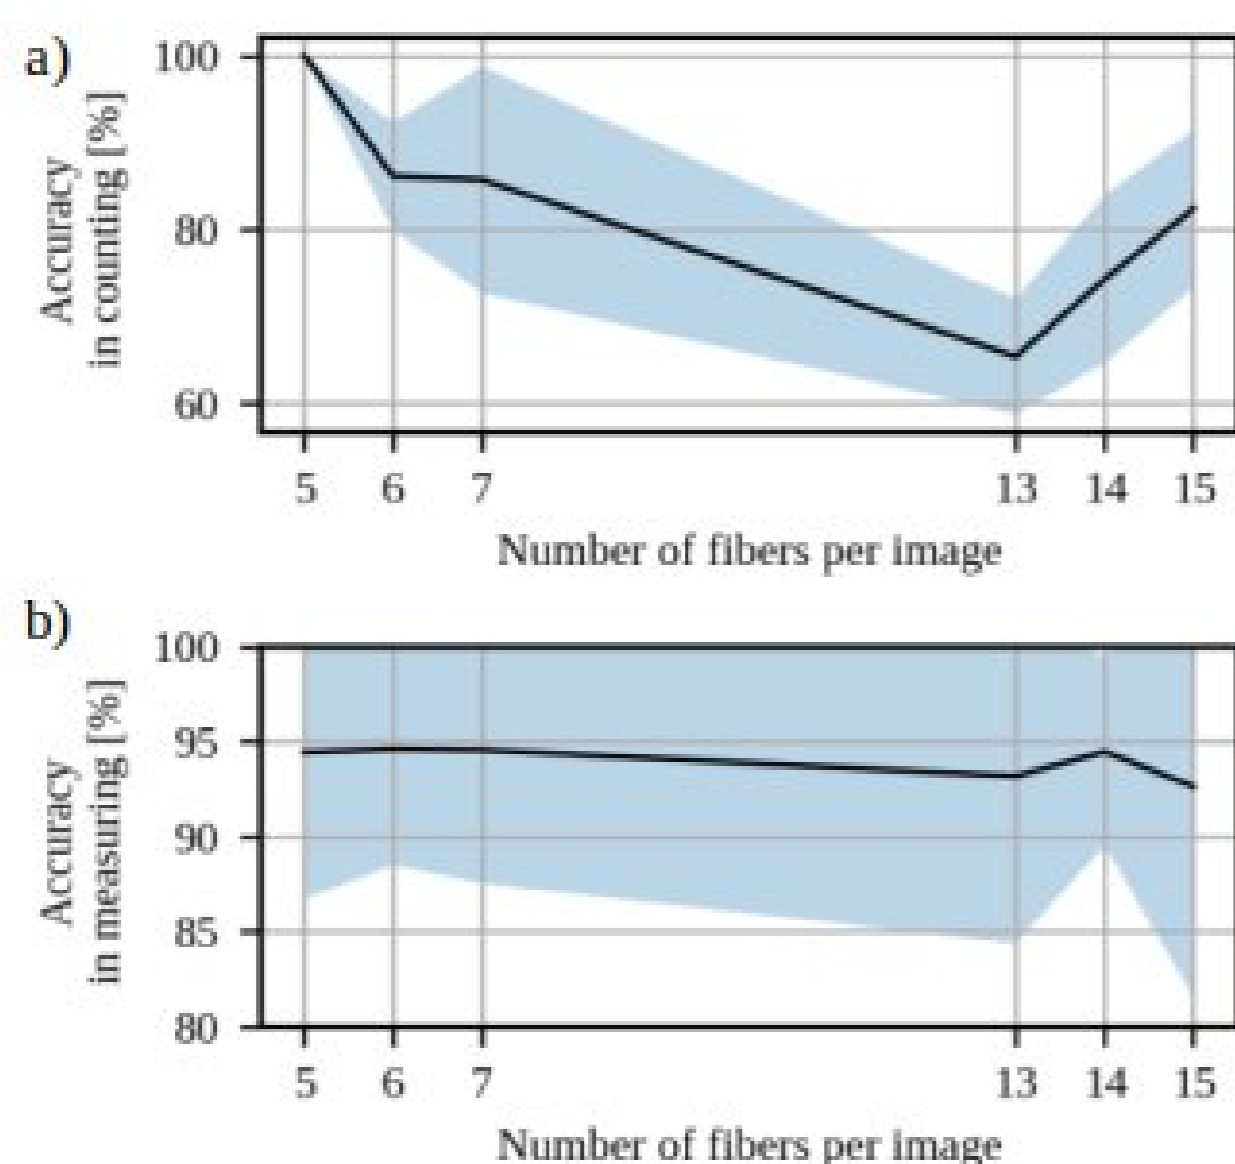 a)
Accuracy
in counting [%]
100
80
60
5 6 7 13 14 15
Number of fibers per image
b)
Accuracy
in measuring [%]
100
95
90
85
80
5 6 7 13 14 15
Number of fibers per image